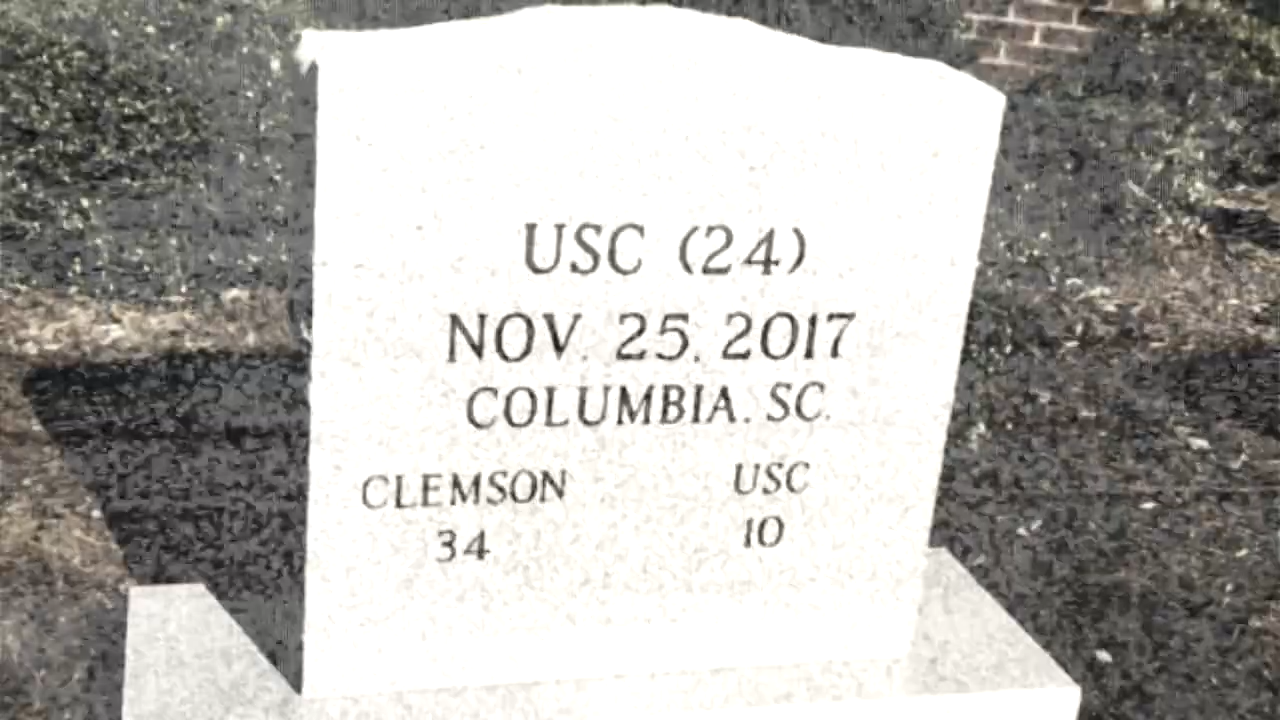 USC (24)
NOV. 25, 2017
COLUMBIA. SC.
CLEMSON USC
34 10